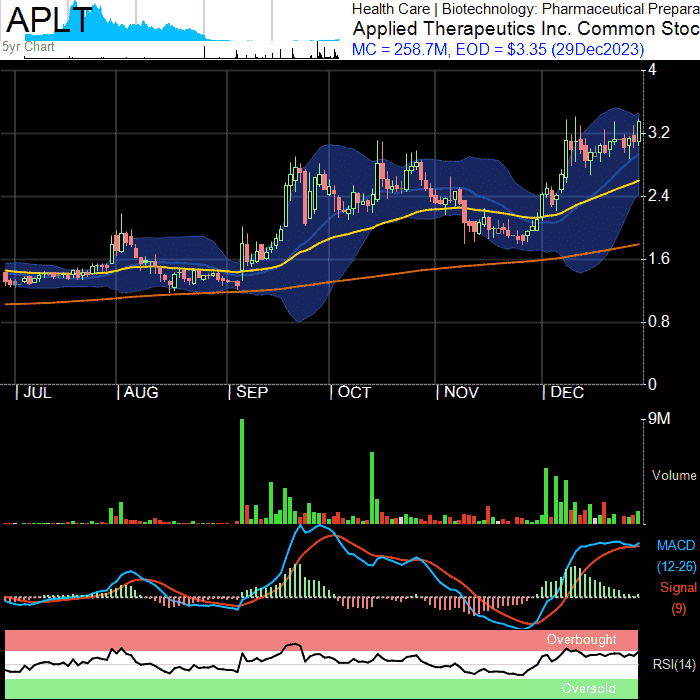 APLT
5yr Chart
Health Care | Biotechnology: Pharmaceutical Prepara
Applied Therapeutics Inc. Common Stoc
MC = 258.7M, EOD = $3.35 (29Dec2023)
4
3.2
2.4
1.6
0.8
0
| JUL | AUG | SEP | OCT | NOV | DEC
9M
Volume
MACD
(12-26)
Signal
(9)
Overbought
RSI(14)
Oversold